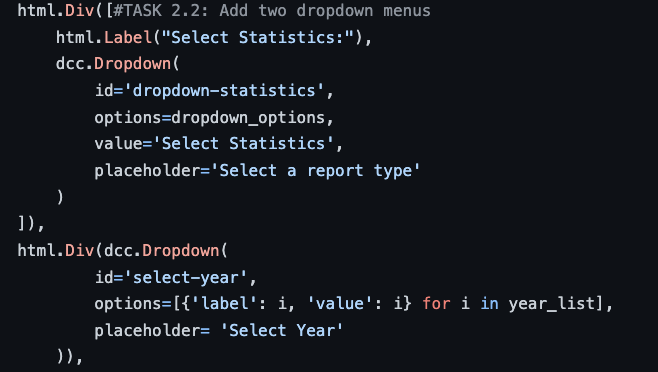 html.Div([#TASK 2.2: Add two dropdown menus
    html.Label("Select Statistics:"),
    dcc.Dropdown(
        id='dropdown-statistics',
        options=dropdown_options,
        value='Select Statistics',
        placeholder='Select a report type'
    )
]),
html.Div(dcc.Dropdown(
        id='select-year',
        options=[{'label': i, 'value': i} for i in year_list],
        placeholder= 'Select Year'
    )),